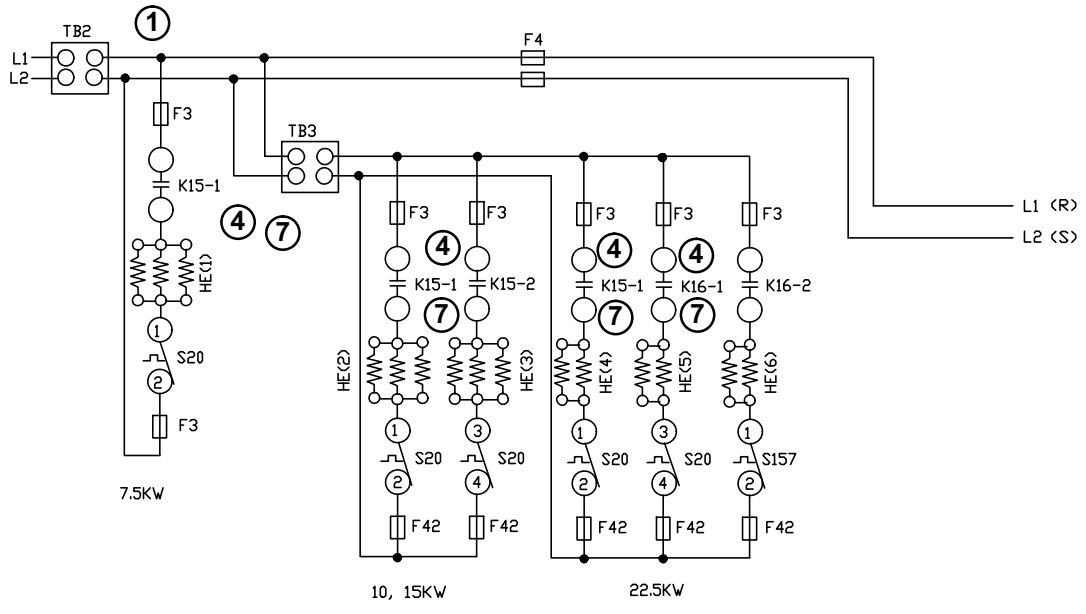 1
TB2
L1
L2
F4
F3
K15-1
4
7
HE(1)
1
S20
2
F3
7.5KW
TB3
L1 (R)
L2 (S)
F3
F3
F3
F3
F3
4
4
4
K15-1
K15-2
K15-1
K16-1
K16-2
7
7
7
HE(2)
HE(3)
HE(4)
HE(5)
HE(6)
1
3
1
3
1
S20
S20
S20
S20
S157
2
4
2
4
2
F42
F42
F42
F42
F42
10, 15KW
22.5KW